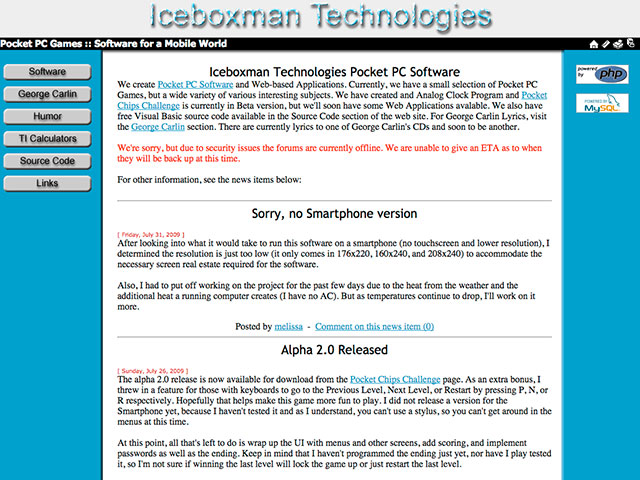 Iceboxman Technologies
Pocket PC Games :: Software for a Mobile World
Software
George Carlin
Humor
TI Calculators
Source Code
Links
Iceboxman Technologies Pocket PC Software
We create Pocket PC Software and Web-based Applications. Currently, we have a small selection of Pocket PC
Games, but a wide variety of various interesting subjects. We have created and Analog Clock Program and Pocket
Chips Challenge is currently in Beta version, but we'll soon have some Web Applications avalable. We also have
free Visual Basic source code available in the Source Code section of the web site. For George Carlin Lyrics, visit
the George Carlin section. There are currently lyrics to one of George Carlin's CDs and soon to be another.
We're sorry, but due to security issues the forums are currently offline. We are unable to give an ETA as to when
they will be back up at this time.
For other information, see the news items below:
Sorry, no Smartphone version
[ Friday, July 31, 2009 ]
After looking into what it would take to run this software on a smartphone (no touchscreen and lower resolution), I
determined the resolution is just too low (it only comes in 176x220, 160x240, and 208x240) to accommodate the
necessary screen real estate required for the software.
Also, I had to put off working on the project for the past few days due to the heat from the weather and the
additional heat a running computer creates (I have no AC). But as temperatures continue to drop, I'll work on it
more.
Posted by melissa - Comment on this news item (0)
Alpha 2.0 Released
[ Sunday, July 26, 2009 ]
The alpha 2.0 release is now available for download from the Pocket Chips Challenge page. As an extra bonus, I
threw in a feature for those with keyboards to go to the Previous Level, Next Level, or Restart by pressing P, N, or
R respectively. Hopefully that helps make this game more fun to play. I did not release a version for the
Smartphone yet, because I haven't tested it and as I understand, you can't use a stylus, so you can't get around in the
menus at this time.
At this point, all that's left to do is wrap up the UI with menus and other screens, add scoring, and implement
passwords as well as the ending. Keep in mind that I haven't programmed the ending just yet, nor have I play tested
it, so I'm not sure if winning the last level will lock the game up or just restart the last level.
powered by php
POWERED BY MySQL